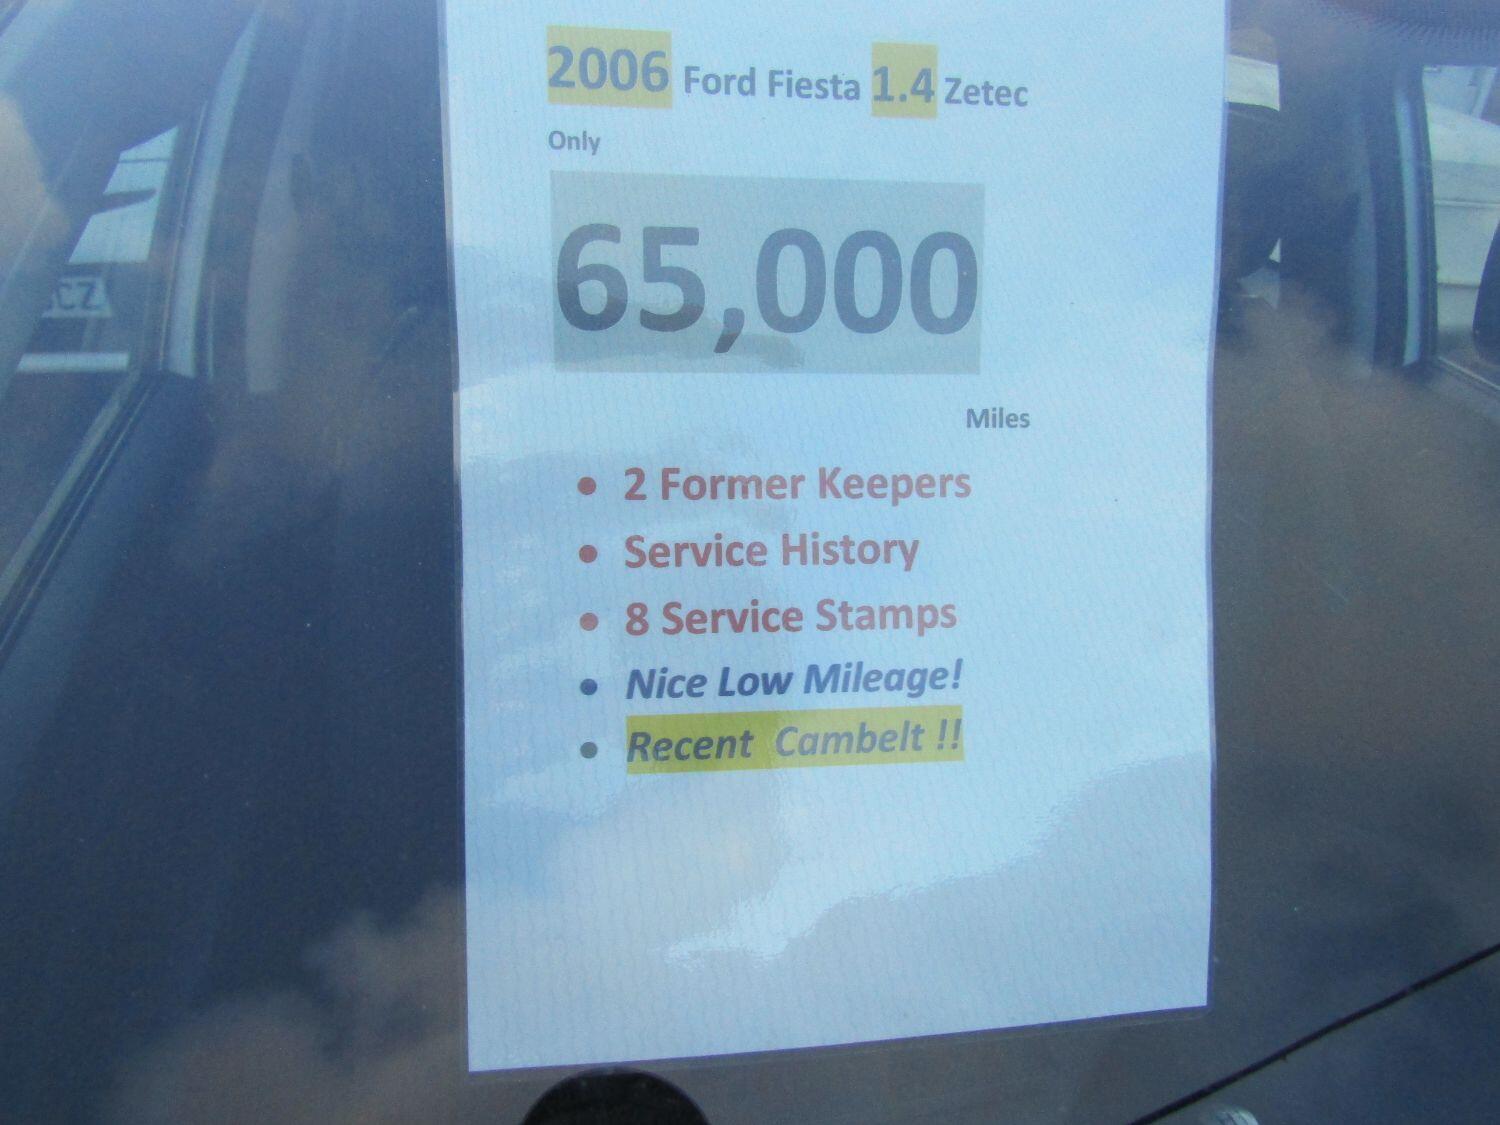 2006 Ford Fiesta 1.4 Zetec
Only
65,000
Miles
• 2 Former Keepers
• Service History
• 8 Service Stamps
• Nice Low Mileage!
• Recent Cambelt !!
CZ